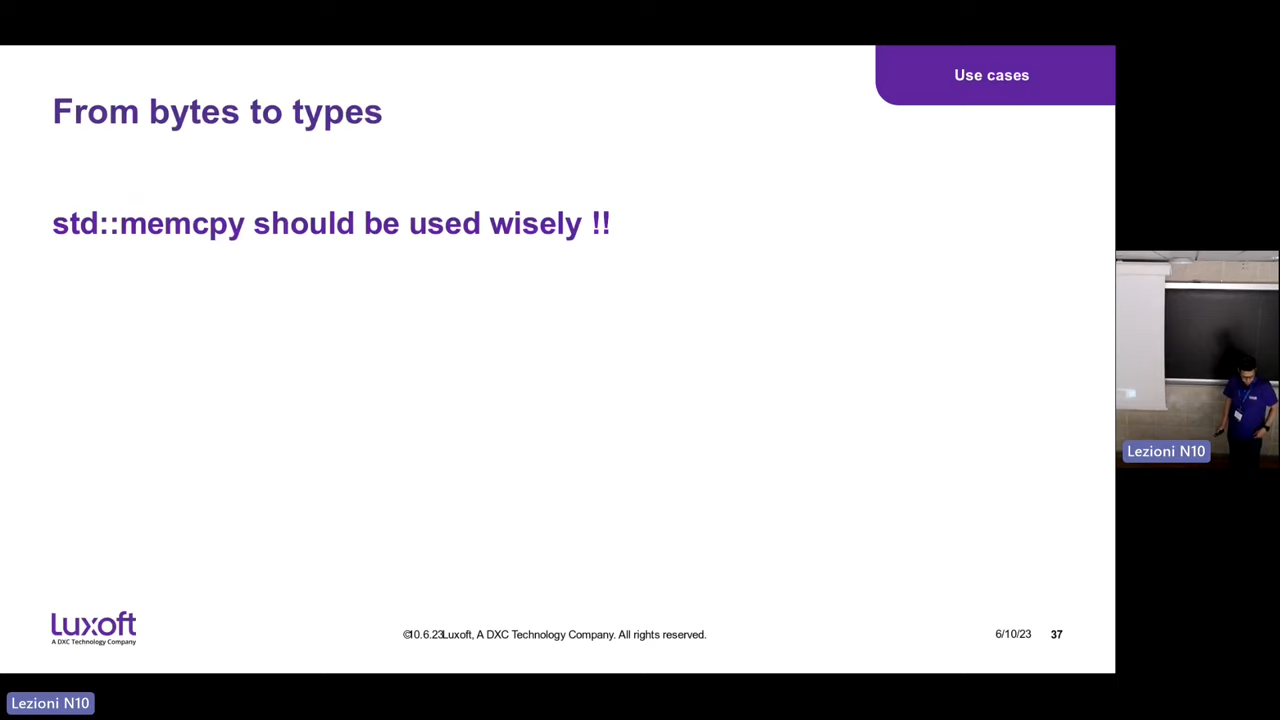 Use cases
From bytes to types
std::memcpy should be used wisely !!
Lezioni N10
Luxoft
A DXC Technology Company
©10.6.23Luxoft, A DXC Technology Company. All rights reserved.
6/10/23 37
Lezioni N10